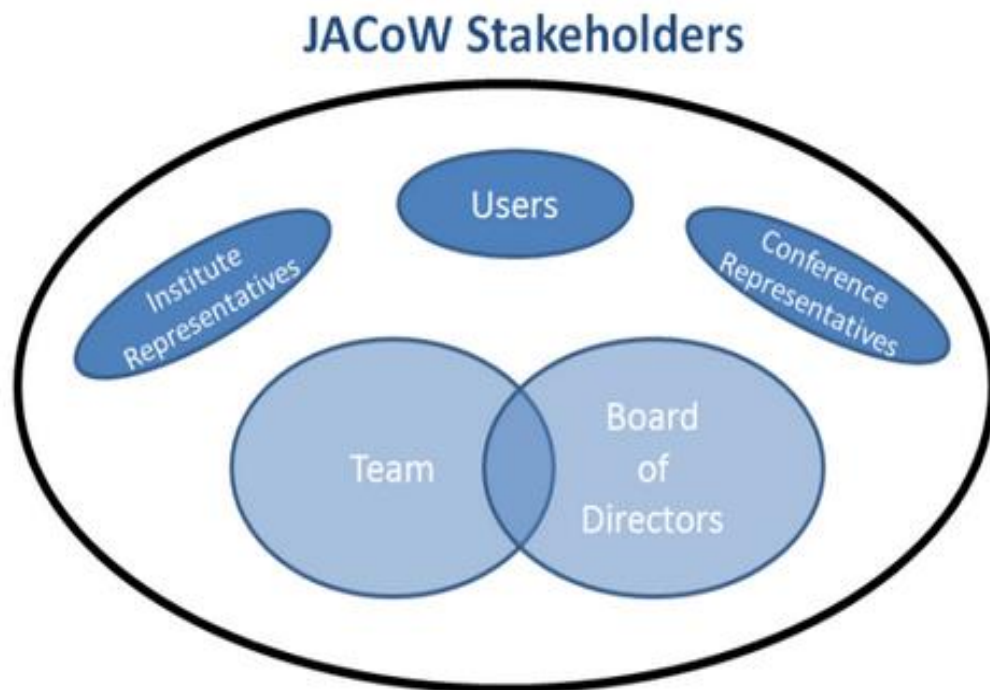 JACoW Stakeholders
Users
Institute
Representatives
Conference
Representatives
Team
Board
of
Directors